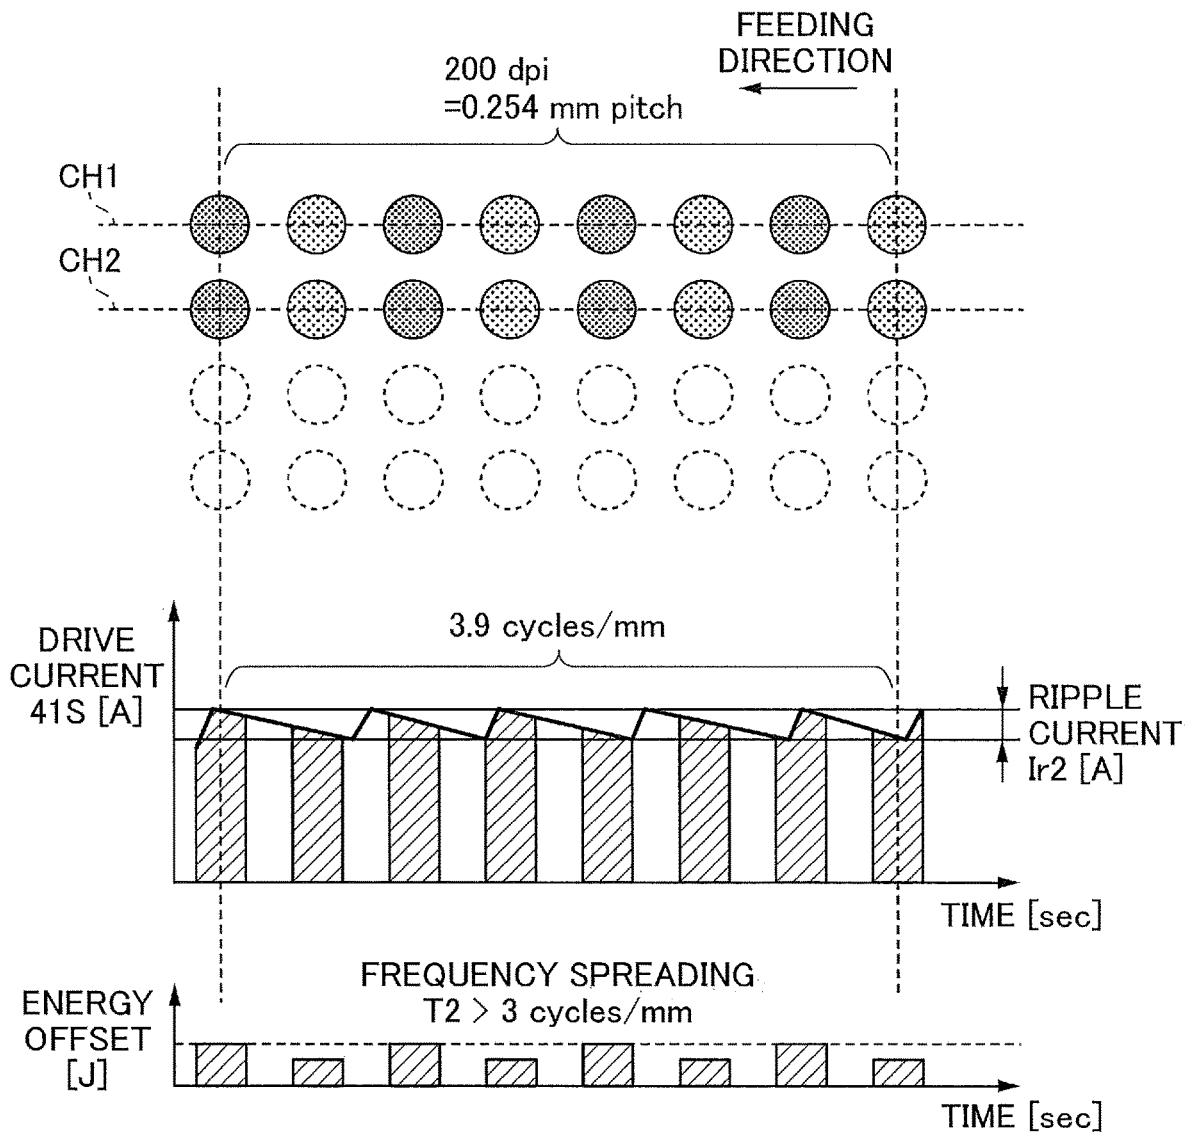 FEEDING
DIRECTION
200 dpi
=0.254 mm pitch
CH1
CH2
3.9 cycles/mm
DRIVE
CURRENT
41S [A]
RIPPLE
CURRENT
Ir2 [A]
TIME [sec]
FREQUENCY SPREADING
T2 > 3 cycles/mm
ENERGY
OFFSET
[J]
TIME [sec]